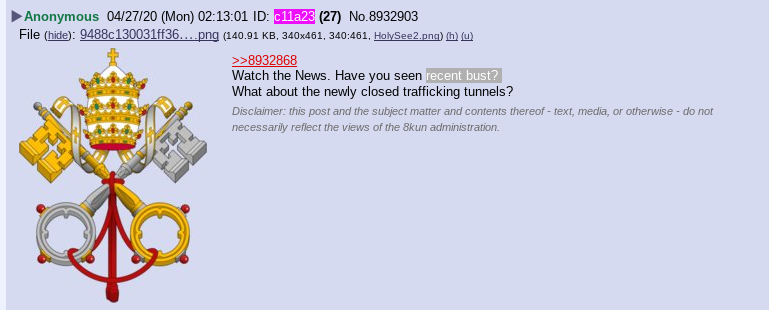 ▶Anonymous 04/27/20 (Mon) 02:13:01 ID: c11a23 (27) No.8932903
File (hide): 9488c130031ff36….png (140.91 KB, 340x461, 340:461, HolySee2.png) (h) (u)
>>8932868
Watch the News. Have you seen recent bust?
What about the newly closed trafficking tunnels?
Disclaimer: this post and the subject matter and contents thereof - text, media, or otherwise - do not
necessarily reflect the views of the 8kun administration.